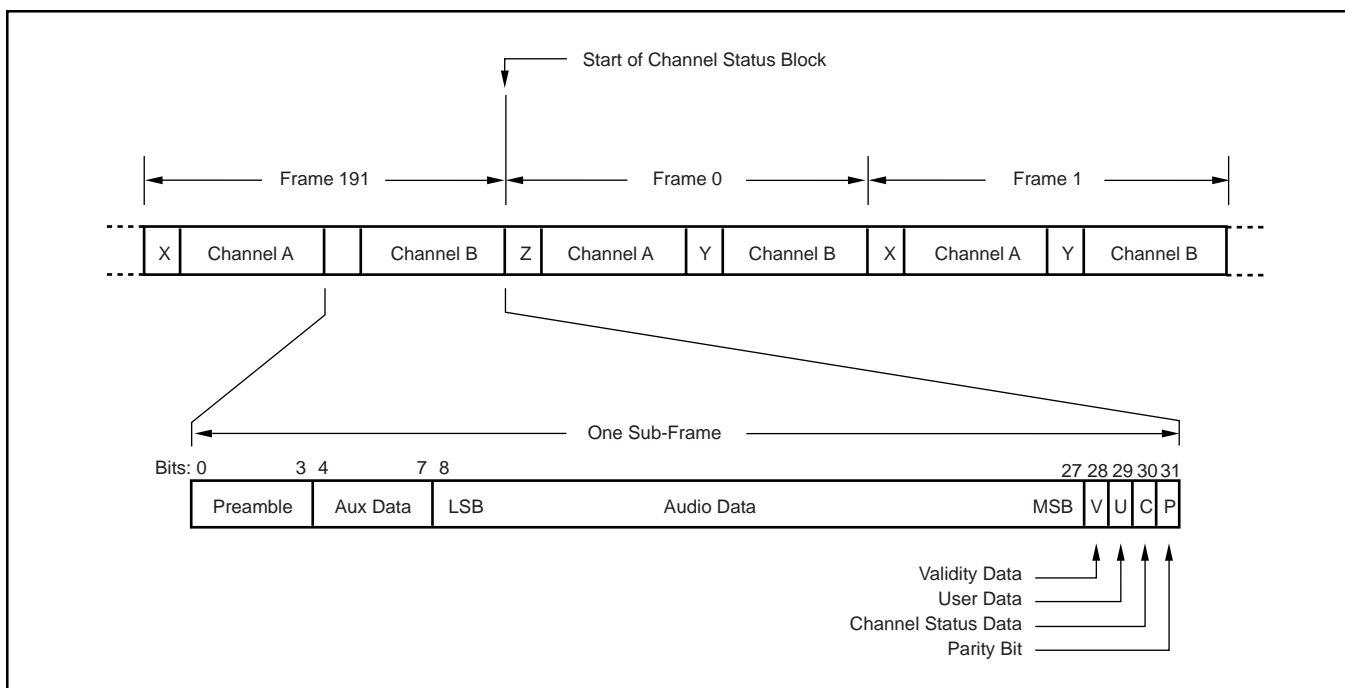 Start of Channel Status Block
Frame 191 Frame 0 Frame 1
X Channel A Channel B Z Channel A Y Channel B X Channel A Y Channel B
One Sub-Frame
Bits: 0 3 4 7 8 27 28 29 30 31
Preamble Aux Data LSB Audio Data MSB V U C P
Validity Data
User Data
Channel Status Data
Parity Bit